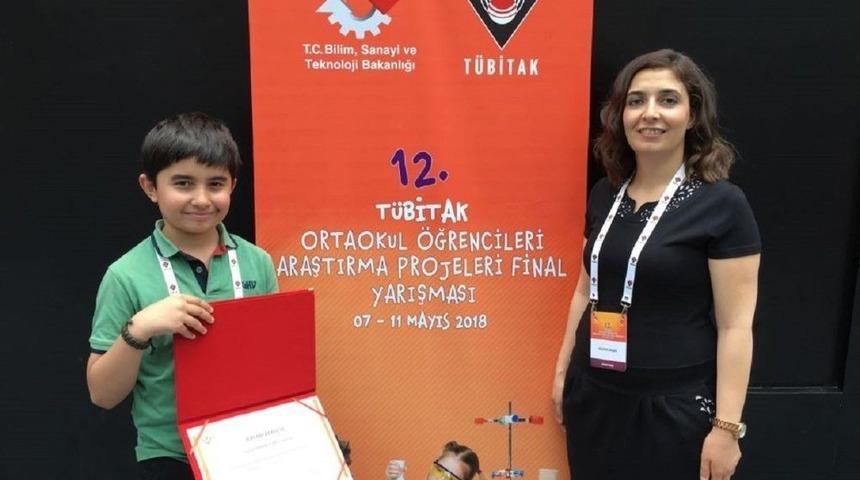 T.C. Bilim, Sanayi ve
Teknoloji Bakanlığı
TÜBİTAK
12.
TÜBİTAK
ORTAOKUL ÖĞRENCİLERİ
ARAŞTIRMA PROJELERİ FİNAL
YARIŞMASI
07 - 11 MAYIS 2018
12.